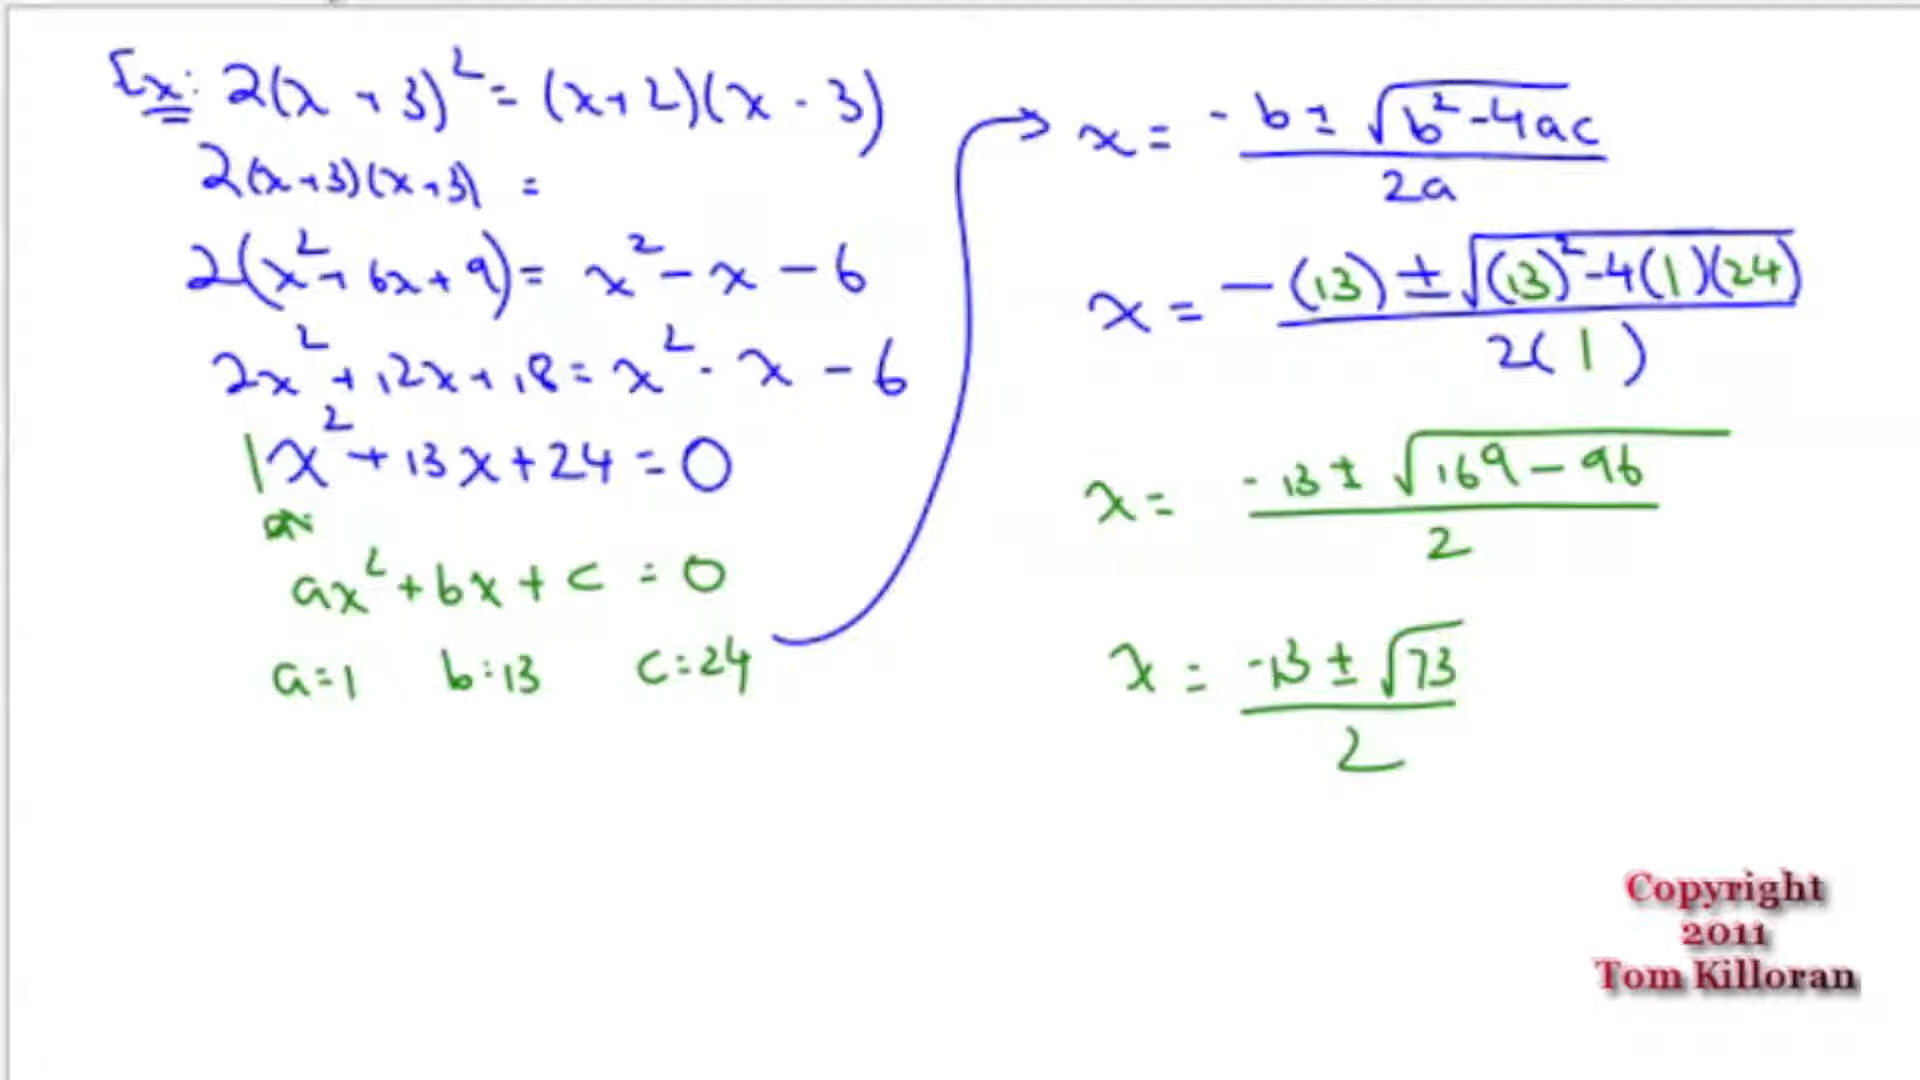 Ex: 2(x + 3)² = (x + 2)(x - 3)
2(x+3)(x+3) =
2(x² + 6x + 9) = x² - x - 6
2x² + 12x + 18 = x² - x - 6
1x² + 13x + 24 = 0
ax² + bx + c = 0
a=1 b=13 c=24
x = (-b ± √(b² - 4ac)) / 2a
x = (-(13) ± √((13)² - 4(1)(24))) / 2(1)
x = (-13 ± √(169 - 96)) / 2
x = (-13 ± √73) / 2
Copyright
2011
Tom Killoran